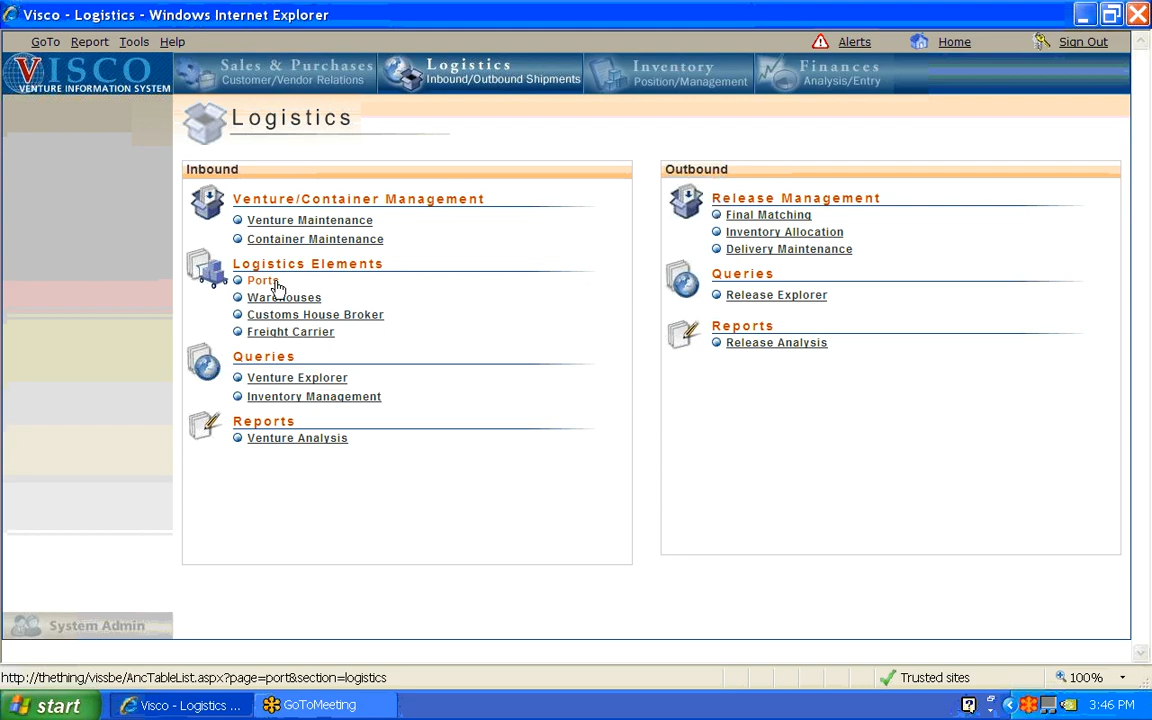 Visco - Logistics - Windows Internet Explorer
GoTo Report Tools Help Alerts Home Sign Out
VISCO
VENTURE INFORMATION SYSTEM
Sales & Purchases
Customer/Vendor Relations
Logistics
Inbound/Outbound Shipments
Inventory
Position/Management
Finances
Analysis/Entry
Logistics
Inbound
Venture/Container Management
Venture Maintenance
Container Maintenance
Logistics Elements
Ports
Warehouses
Customs House Broker
Freight Carrier
Queries
Venture Explorer
Inventory Management
Reports
Venture Analysis
Outbound
Release Management
Final Matching
Inventory Allocation
Delivery Maintenance
Queries
Release Explorer
Reports
Release Analysis
System Admin
http://thething/vissbe/AncTableList.aspx?page=port&section=logistics Trusted sites 100%
start Visco - Logistics ... GoToMeeting 3:46 PM